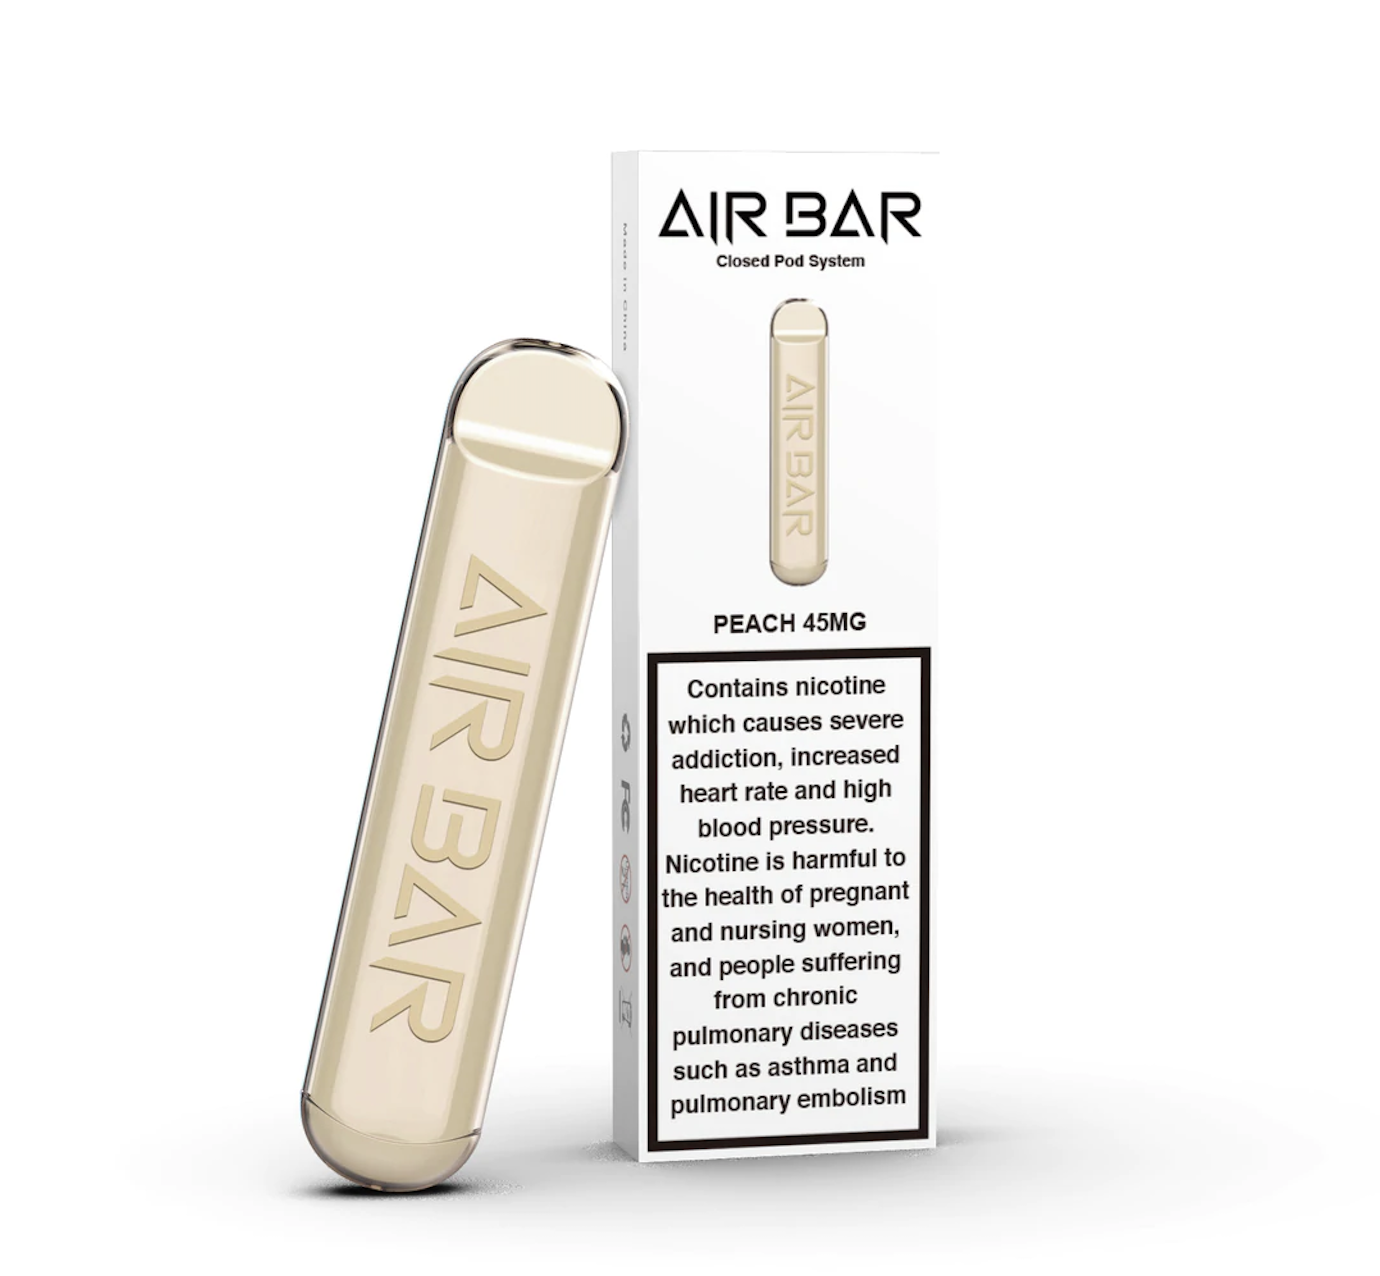 AIR BAR
Closed Pod System
Made in China
AIR BAR
AIR BAR
PEACH 45MG
Contains nicotine
which causes severe
addiction, increased
heart rate and high
blood pressure.
Nicotine is harmful to
the health of pregnant
and nursing women,
and people suffering
from chronic
pulmonary diseases
such as asthma and
pulmonary embolism
FC